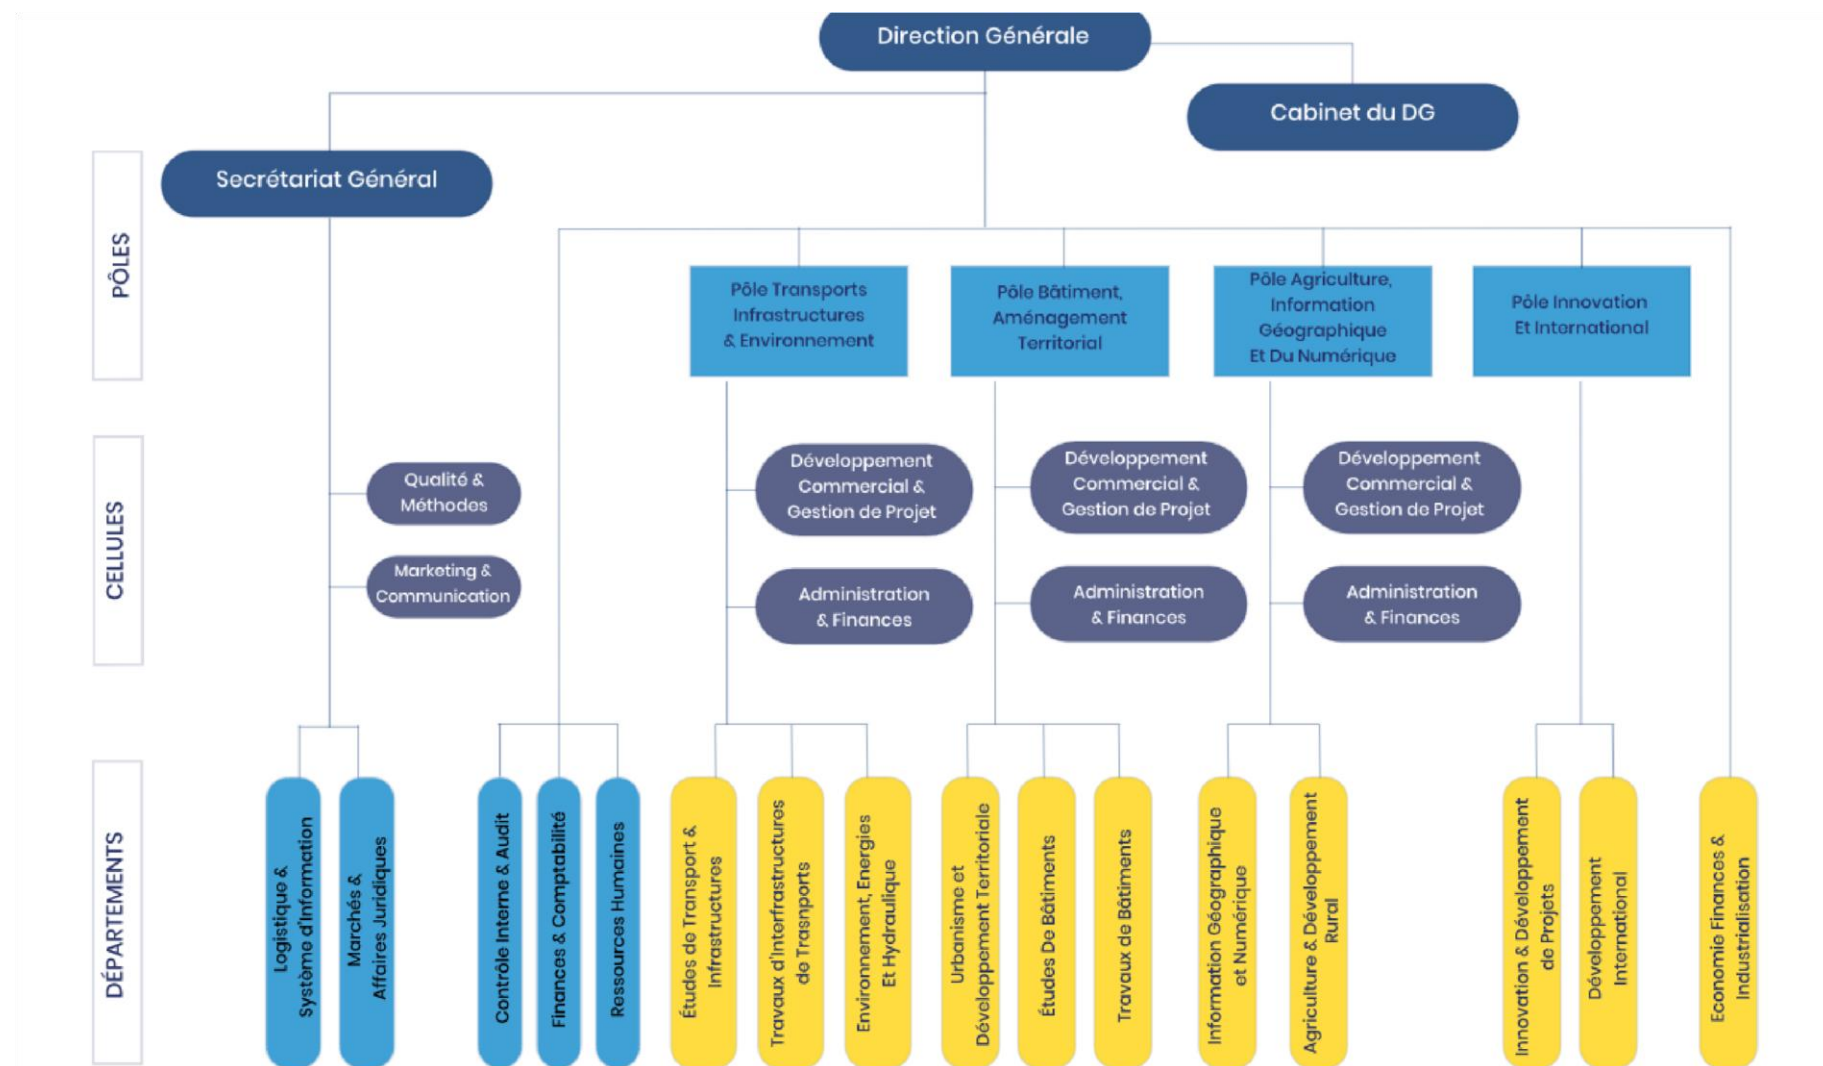 Direction Générale
Cabinet du DG
Secrétariat Général
PÔLES
Pôle Transports
Infrastructures
& Environnement
Pôle Bâtiment,
Aménagement
Territorial
Pôle Agriculture,
Information
Géographique
Et Du Numérique
Pôle Innovation
Et International
CELLULES
Qualité &
Méthodes
Marketing &
Communication
Développement
Commercial &
Gestion de Projet
Administration
& Finances
Développement
Commercial &
Gestion de Projet
Administration
& Finances
Développement
Commercial &
Gestion de Projet
Administration
& Finances
DÉPARTEMENTS
Logistique &
Système d'Information
Marchés &
Affaires Juridiques
Contrôle Interne & Audit
Finances & Comptabilité
Ressources Humaines
Études de Transport &
Infrastructures
Travaux d'Interfrastructures
de Trasnports
Environnement, Energies
Et Hydraulique
Urbanisme et
Développement Territoriale
Études De Bâtiments
Travaux de Bâtiments
Information Géographique
et Numérique
Agriculture & Développement
Rural
Innovation & Développement
de Projets
Développement
International
Economie Finances &
Industrialisation